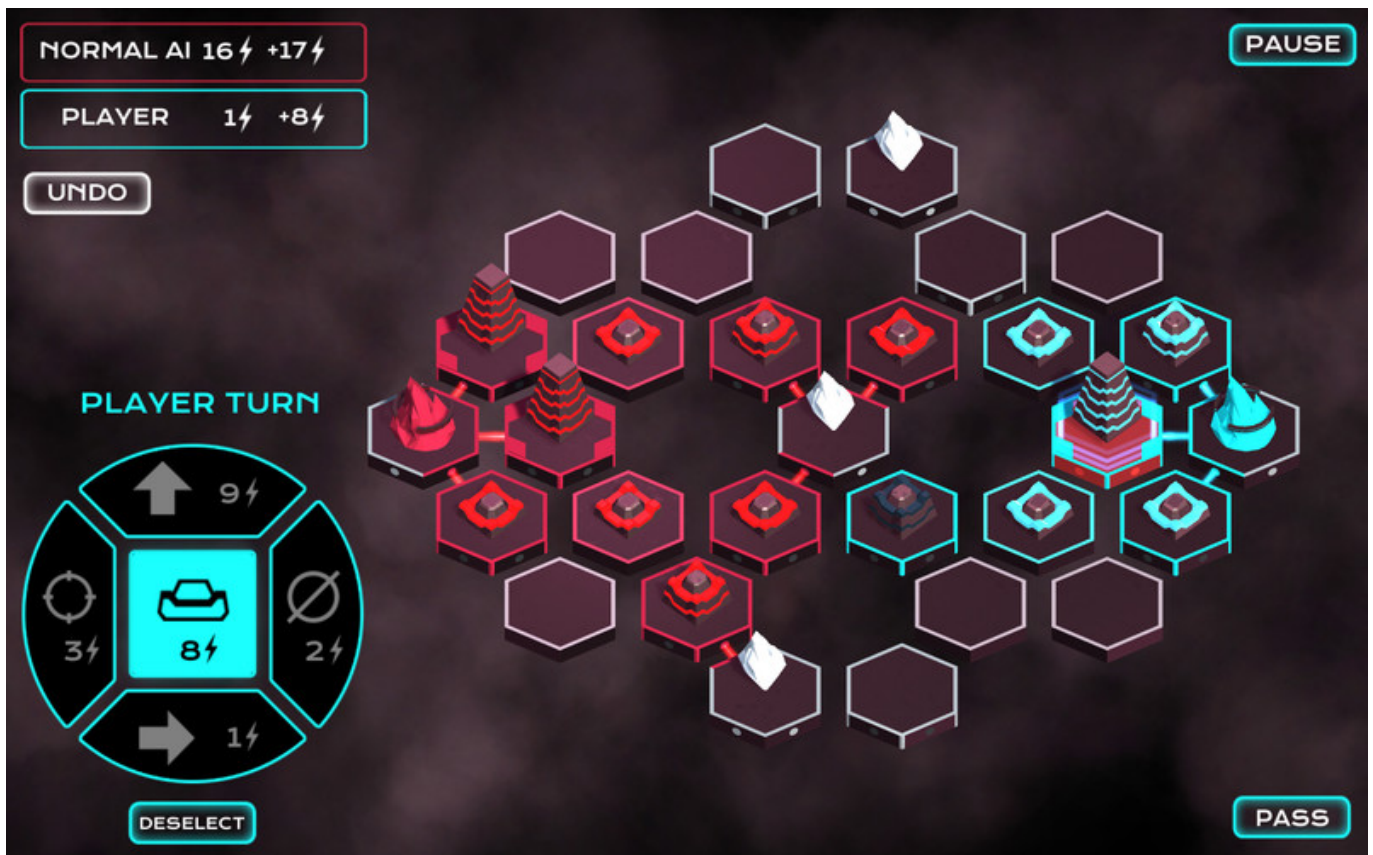 NORMAL AI 16 +17
PAUSE
PLAYER 1 +8
UNDO
PLAYER TURN
9
3
8
2
1
DESELECT
PASS